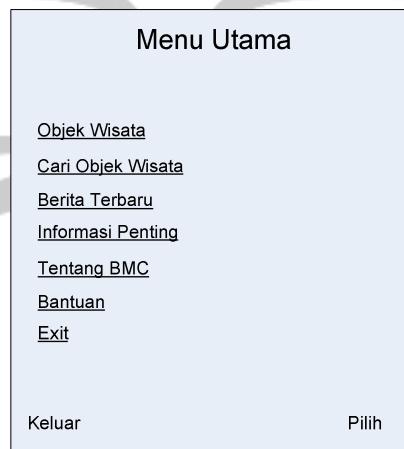 Menu Utama
Objek Wisata
Cari Objek Wisata
Berita Terbaru
Informasi Penting
Tentang BMC
Bantuan
Exit
Keluar Pilih